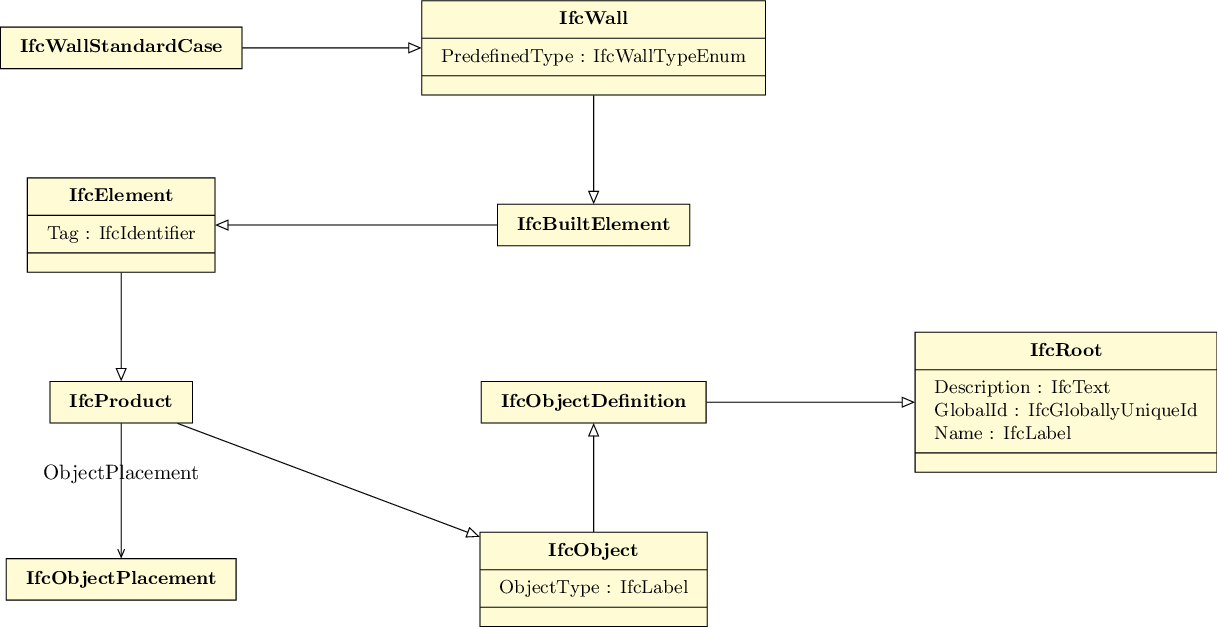 IfcWall
IfcWallStandardCase
PredefinedType : IfcWallTypeEnum
IfcElement
IfcBuiltElement
Tag : IfcIdentifier
IfcRoot
IfcProduct
IfcObjectDefinition
Description : IfcText
GlobalId : IfcGloballyUniqueId
Name : IfcLabel
ObjectPlacement
IfcObject
IfcObjectPlacement
ObjectType : IfcLabel